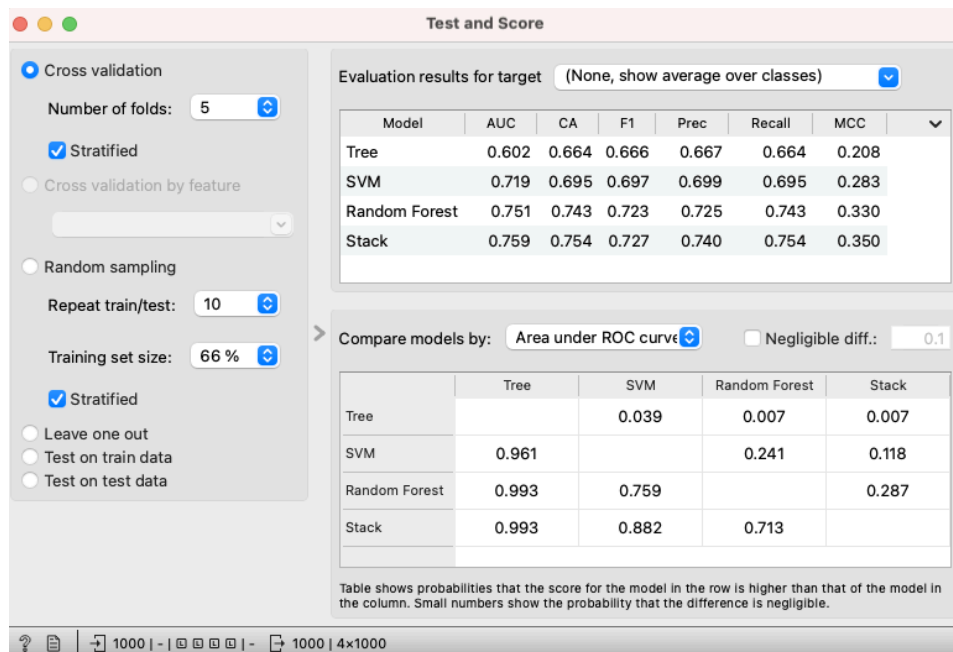 Test and Score
Cross validation
Number of folds: 5
Stratified
Cross validation by feature
Random sampling
Repeat train/test: 10
Training set size: 66 %
Stratified
Leave one out
Test on train data
Test on test data
Evaluation results for target (None, show average over classes)
Model AUC CA F1 Prec Recall MCC
Tree 0.602 0.664 0.666 0.667 0.664 0.208
SVM 0.719 0.695 0.697 0.699 0.695 0.283
Random Forest 0.751 0.743 0.723 0.725 0.743 0.330
Stack 0.759 0.754 0.727 0.740 0.754 0.350
Compare models by: Area under ROC curve Negligible diff.: 0.1
Tree SVM Random Forest Stack
Tree 0.039 0.007 0.007
SVM 0.961 0.241 0.118
Random Forest 0.993 0.759 0.287
Stack 0.993 0.882 0.713
Table shows probabilities that the score for the model in the row is higher than that of the model in
the column. Small numbers show the probability that the difference is negligible.
? 1000 | - | L L L L | - 1000 | 4×1000